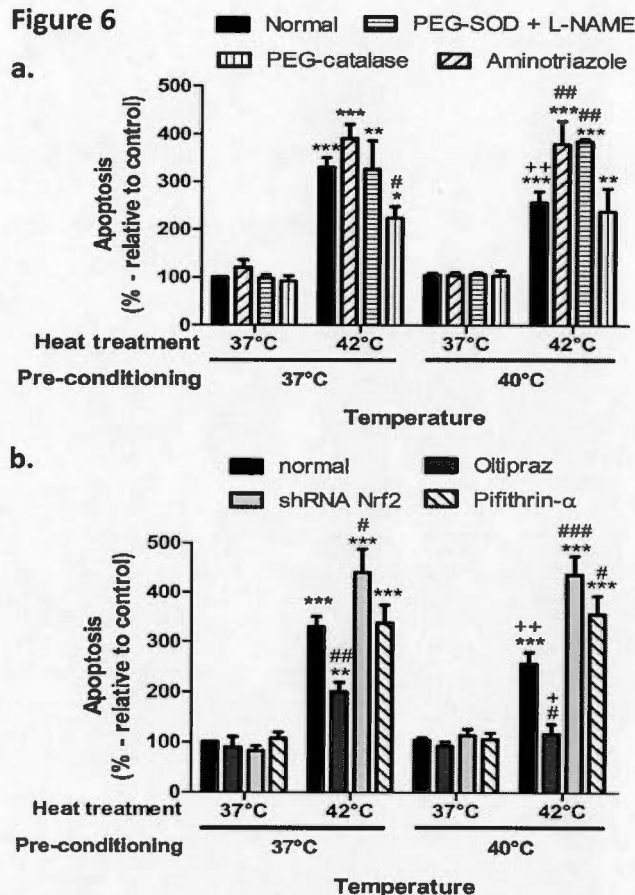 Figure 6
Normal PEG-SOD + L-NAME
PEG-catalase Aminotriazole
a.
500
400
300
200
100
0
Apoptosis
(% - relative to control)
***
***
**
#
*
++
***
##
***
##
***
**
Heat treatment 37°C 42°C 37°C 42°C
Pre-conditioning 37°C 40°C
Temperature
b.
normal Oltipraz
shRNA Nrf2 Pifithrin-α
500
400
300
200
100
0
Apoptosis
(% - relative to control)
***
##
**
#
***
***
++
***
+
#
###
***
#
***
Heat treatment 37°C 42°C 37°C 42°C
Pre-conditioning 37°C 40°C
Temperature